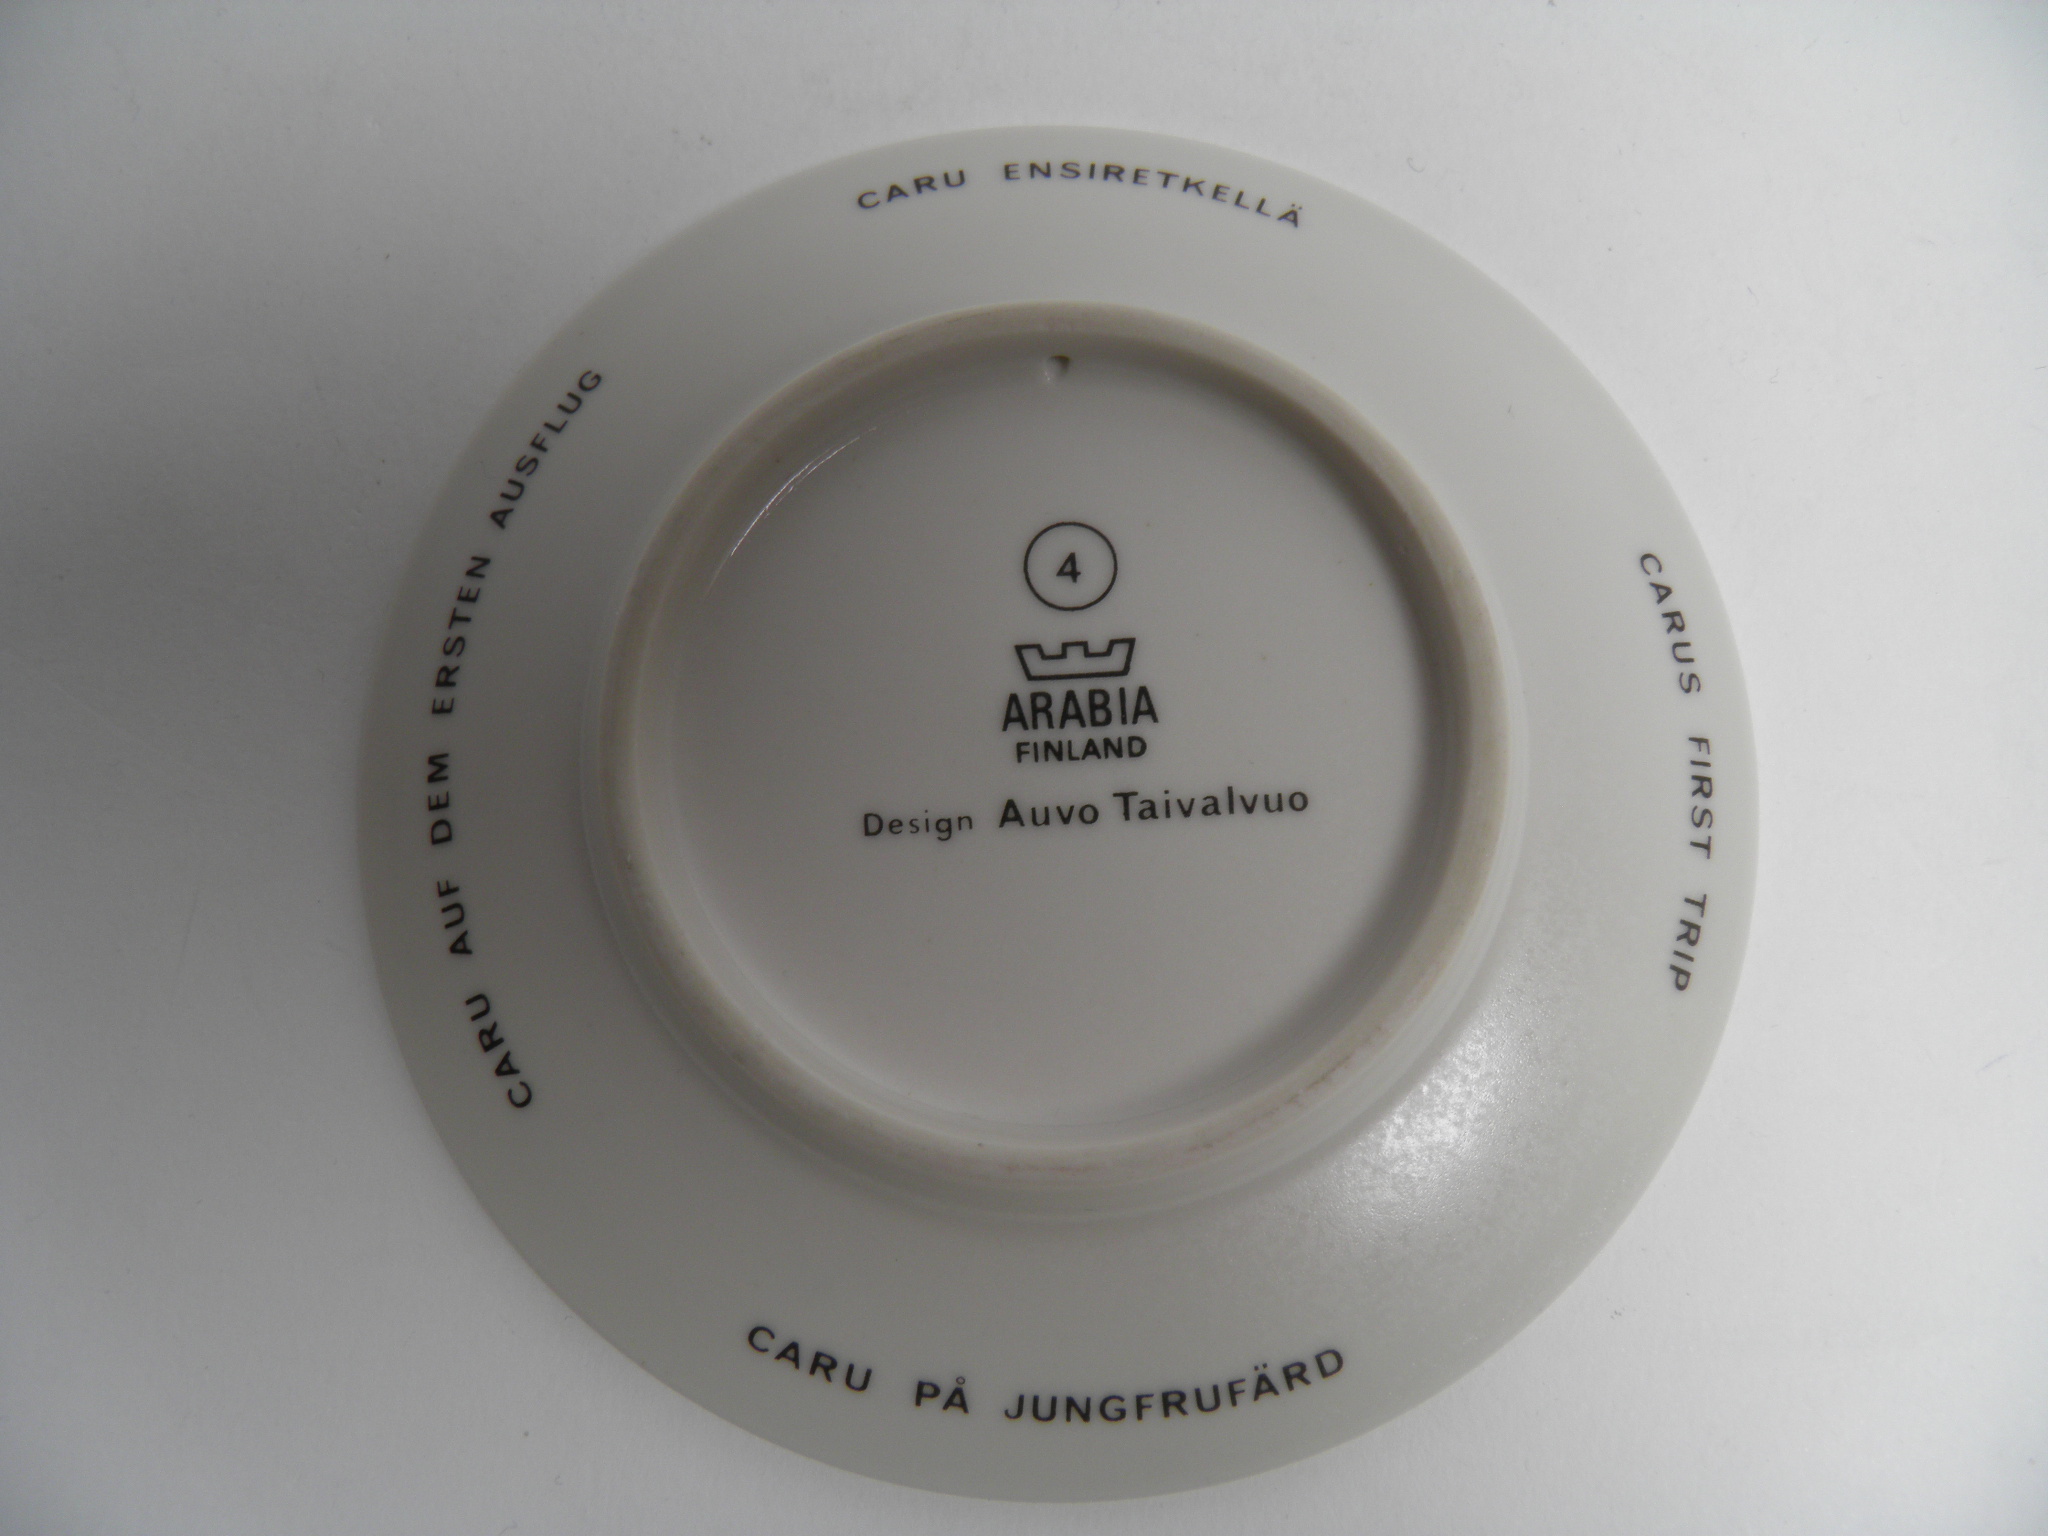 CARU ENSIRETKELLÄ
CARU AUF DEM ERSTEN AUSFLUG
CARUS FIRST TRIP
4
ARABIA
FINLAND
Design Auvo Taivalvuo
CARU PÅ JUNGFRUFÄRD